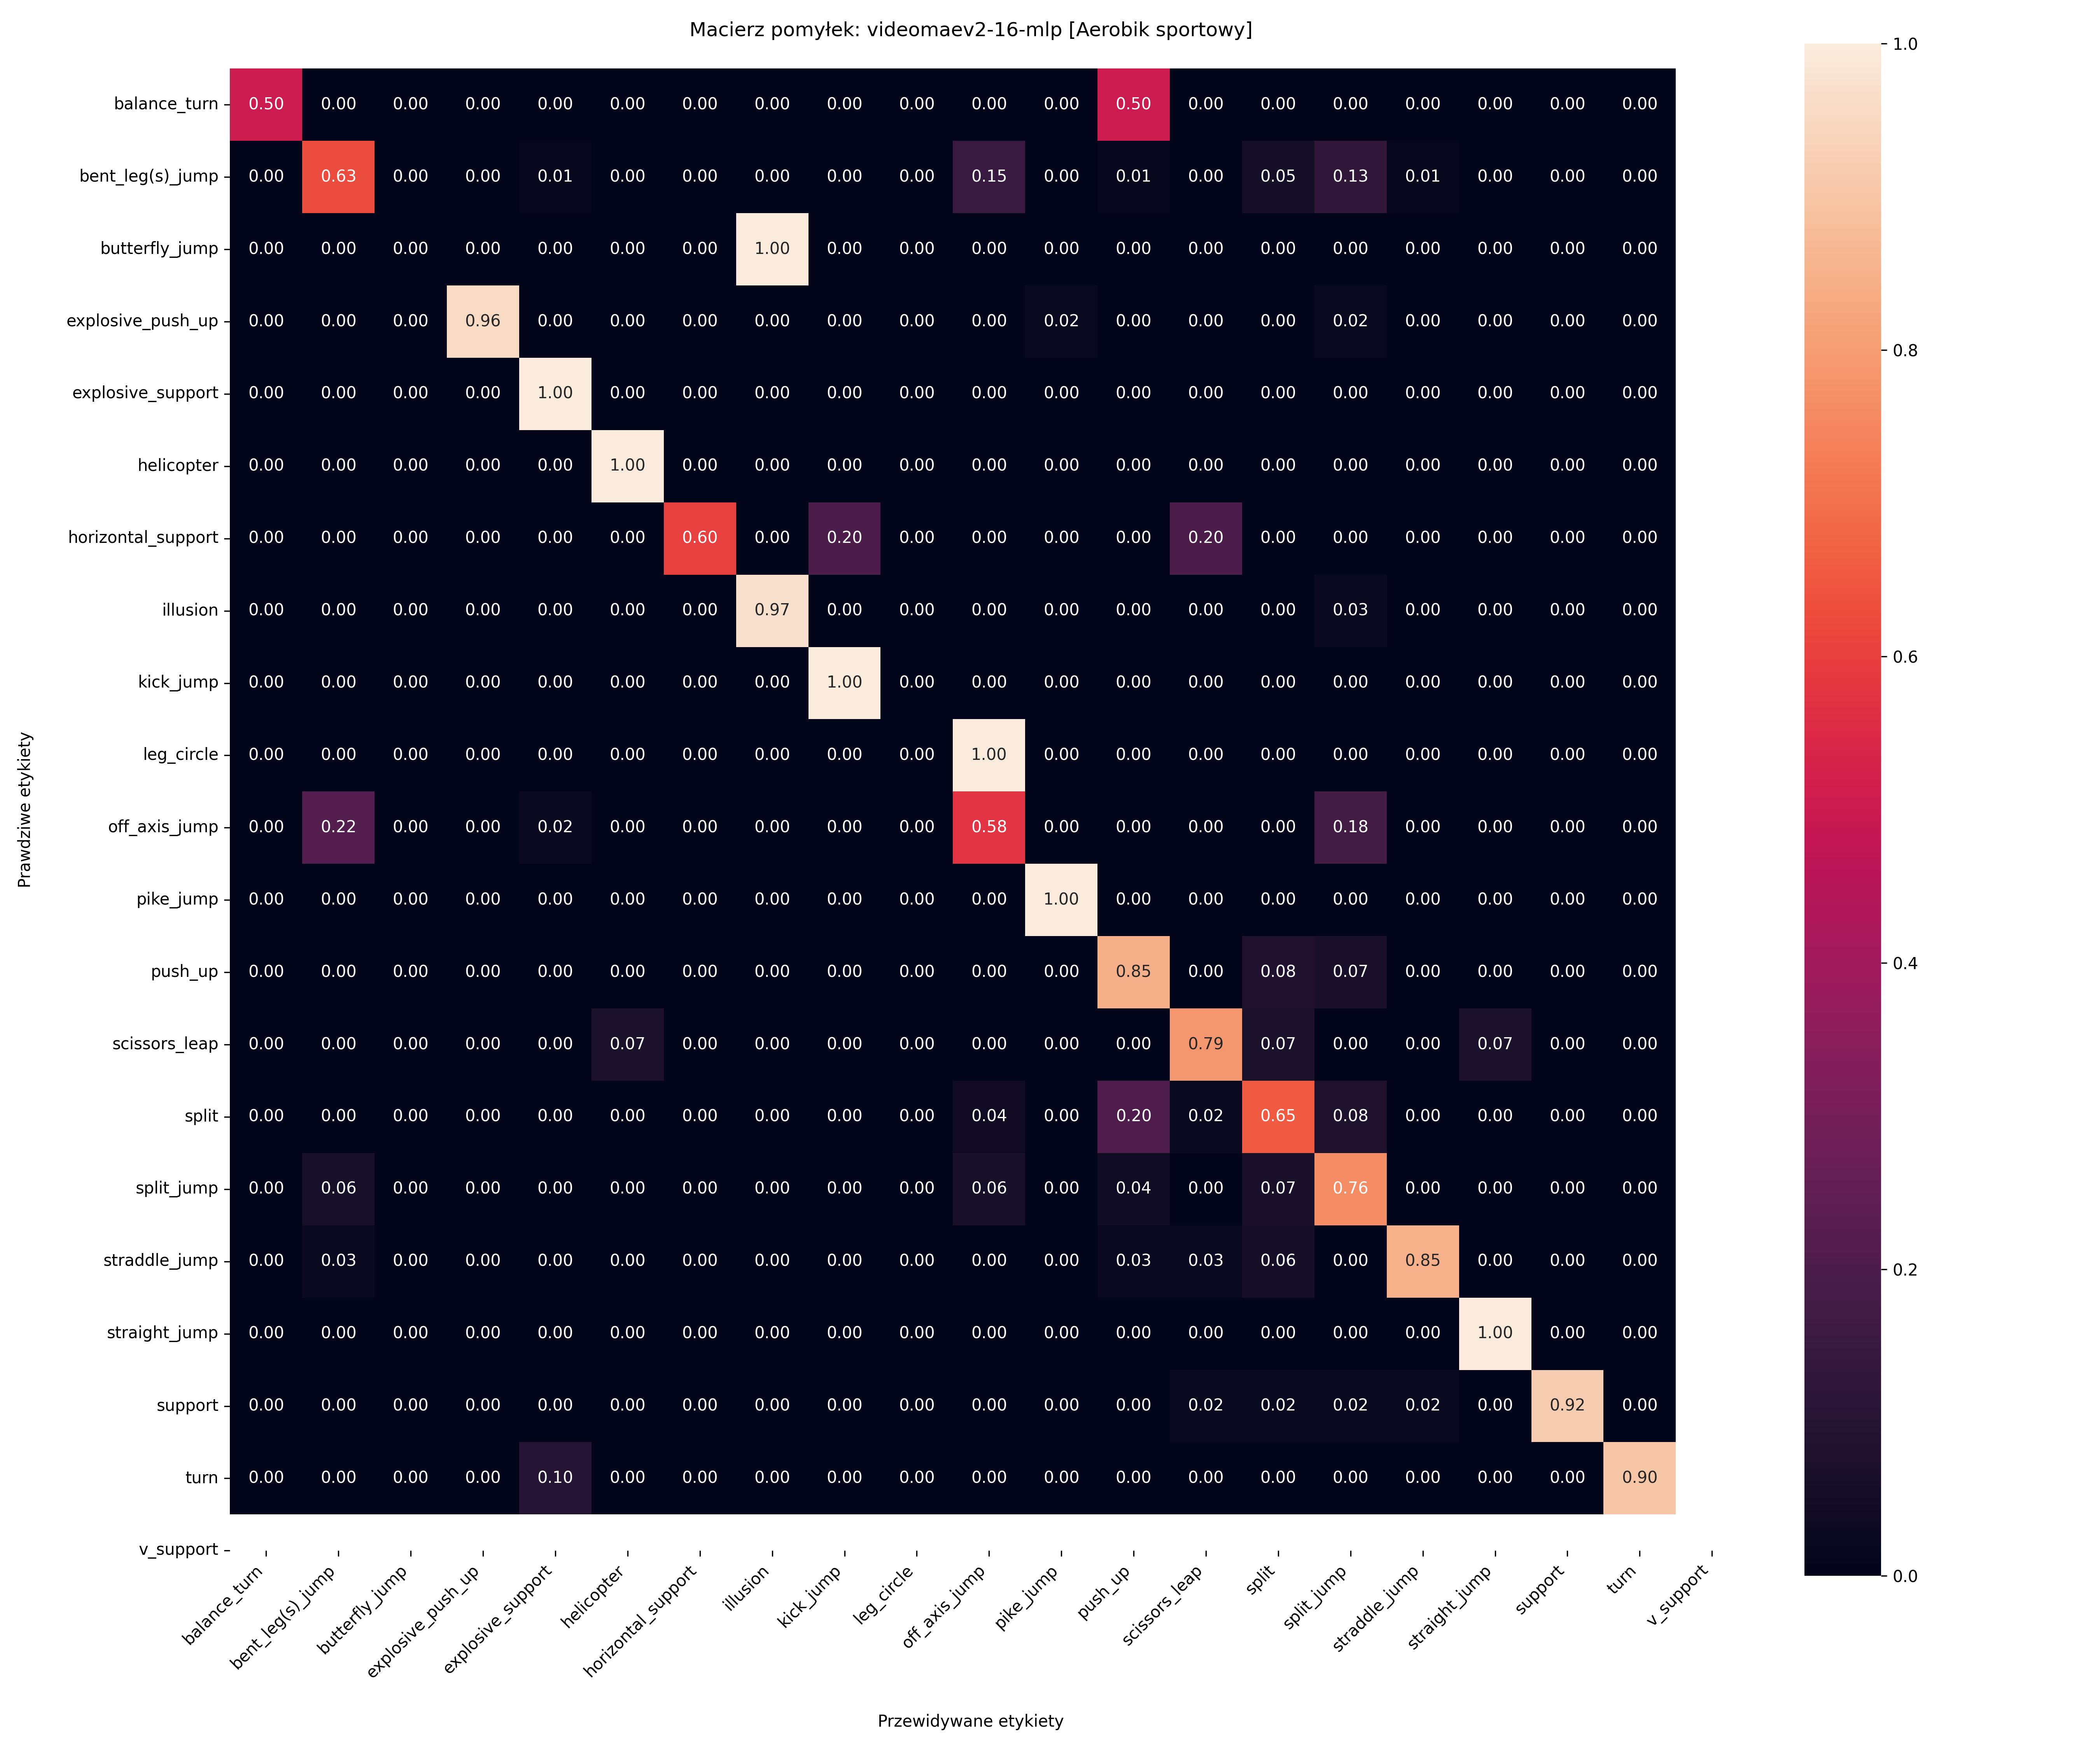 Macierz pomyłek: videomaev2-16-mlp [Aerobik sportowy]
Prawdziwe etykiety
balance_turn 0.50 0.00 0.00 0.00 0.00 0.00 0.00 0.00 0.00 0.00 0.00 0.00 0.50 0.00 0.00 0.00 0.00 0.00 0.00 0.00
bent_leg(s)_jump 0.00 0.63 0.00 0.00 0.01 0.00 0.00 0.00 0.00 0.00 0.15 0.00 0.01 0.00 0.05 0.13 0.01 0.00 0.00 0.00
butterfly_jump 0.00 0.00 0.00 0.00 0.00 0.00 0.00 1.00 0.00 0.00 0.00 0.00 0.00 0.00 0.00 0.00 0.00 0.00 0.00 0.00
explosive_push_up 0.00 0.00 0.00 0.96 0.00 0.00 0.00 0.00 0.00 0.00 0.00 0.02 0.00 0.00 0.00 0.02 0.00 0.00 0.00 0.00
explosive_support 0.00 0.00 0.00 0.00 1.00 0.00 0.00 0.00 0.00 0.00 0.00 0.00 0.00 0.00 0.00 0.00 0.00 0.00 0.00 0.00
helicopter 0.00 0.00 0.00 0.00 0.00 1.00 0.00 0.00 0.00 0.00 0.00 0.00 0.00 0.00 0.00 0.00 0.00 0.00 0.00 0.00
horizontal_support 0.00 0.00 0.00 0.00 0.00 0.00 0.60 0.00 0.20 0.00 0.00 0.00 0.00 0.20 0.00 0.00 0.00 0.00 0.00 0.00
illusion 0.00 0.00 0.00 0.00 0.00 0.00 0.00 0.97 0.00 0.00 0.00 0.00 0.00 0.00 0.00 0.03 0.00 0.00 0.00 0.00
kick_jump 0.00 0.00 0.00 0.00 0.00 0.00 0.00 0.00 1.00 0.00 0.00 0.00 0.00 0.00 0.00 0.00 0.00 0.00 0.00 0.00
leg_circle 0.00 0.00 0.00 0.00 0.00 0.00 0.00 0.00 0.00 0.00 1.00 0.00 0.00 0.00 0.00 0.00 0.00 0.00 0.00 0.00
off_axis_jump 0.00 0.22 0.00 0.00 0.02 0.00 0.00 0.00 0.00 0.00 0.58 0.00 0.00 0.00 0.00 0.18 0.00 0.00 0.00 0.00
pike_jump 0.00 0.00 0.00 0.00 0.00 0.00 0.00 0.00 0.00 0.00 0.00 1.00 0.00 0.00 0.00 0.00 0.00 0.00 0.00 0.00
push_up 0.00 0.00 0.00 0.00 0.00 0.00 0.00 0.00 0.00 0.00 0.00 0.00 0.85 0.00 0.08 0.07 0.00 0.00 0.00 0.00
scissors_leap 0.00 0.00 0.00 0.00 0.00 0.07 0.00 0.00 0.00 0.00 0.00 0.00 0.00 0.79 0.07 0.00 0.00 0.07 0.00 0.00
split 0.00 0.00 0.00 0.00 0.00 0.00 0.00 0.00 0.00 0.00 0.04 0.00 0.20 0.02 0.65 0.08 0.00 0.00 0.00 0.00
split_jump 0.00 0.06 0.00 0.00 0.00 0.00 0.00 0.00 0.00 0.00 0.06 0.00 0.04 0.00 0.07 0.76 0.00 0.00 0.00 0.00
straddle_jump 0.00 0.03 0.00 0.00 0.00 0.00 0.00 0.00 0.00 0.00 0.00 0.00 0.03 0.03 0.06 0.00 0.85 0.00 0.00 0.00
straight_jump 0.00 0.00 0.00 0.00 0.00 0.00 0.00 0.00 0.00 0.00 0.00 0.00 0.00 0.00 0.00 0.00 0.00 1.00 0.00 0.00
support 0.00 0.00 0.00 0.00 0.00 0.00 0.00 0.00 0.00 0.00 0.00 0.00 0.00 0.02 0.02 0.02 0.02 0.00 0.92 0.00
turn 0.00 0.00 0.00 0.00 0.10 0.00 0.00 0.00 0.00 0.00 0.00 0.00 0.00 0.00 0.00 0.00 0.00 0.00 0.00 0.90
v_support
balance_turn
bent_leg(s)_jump
butterfly_jump
explosive_push_up
explosive_support
helicopter
horizontal_support
illusion
kick_jump
leg_circle
off_axis_jump
pike_jump
push_up
scissors_leap
split
split_jump
straddle_jump
straight_jump
support
turn
v_support
Przewidywane etykiety
1.0
0.8
0.6
0.4
0.2
0.0